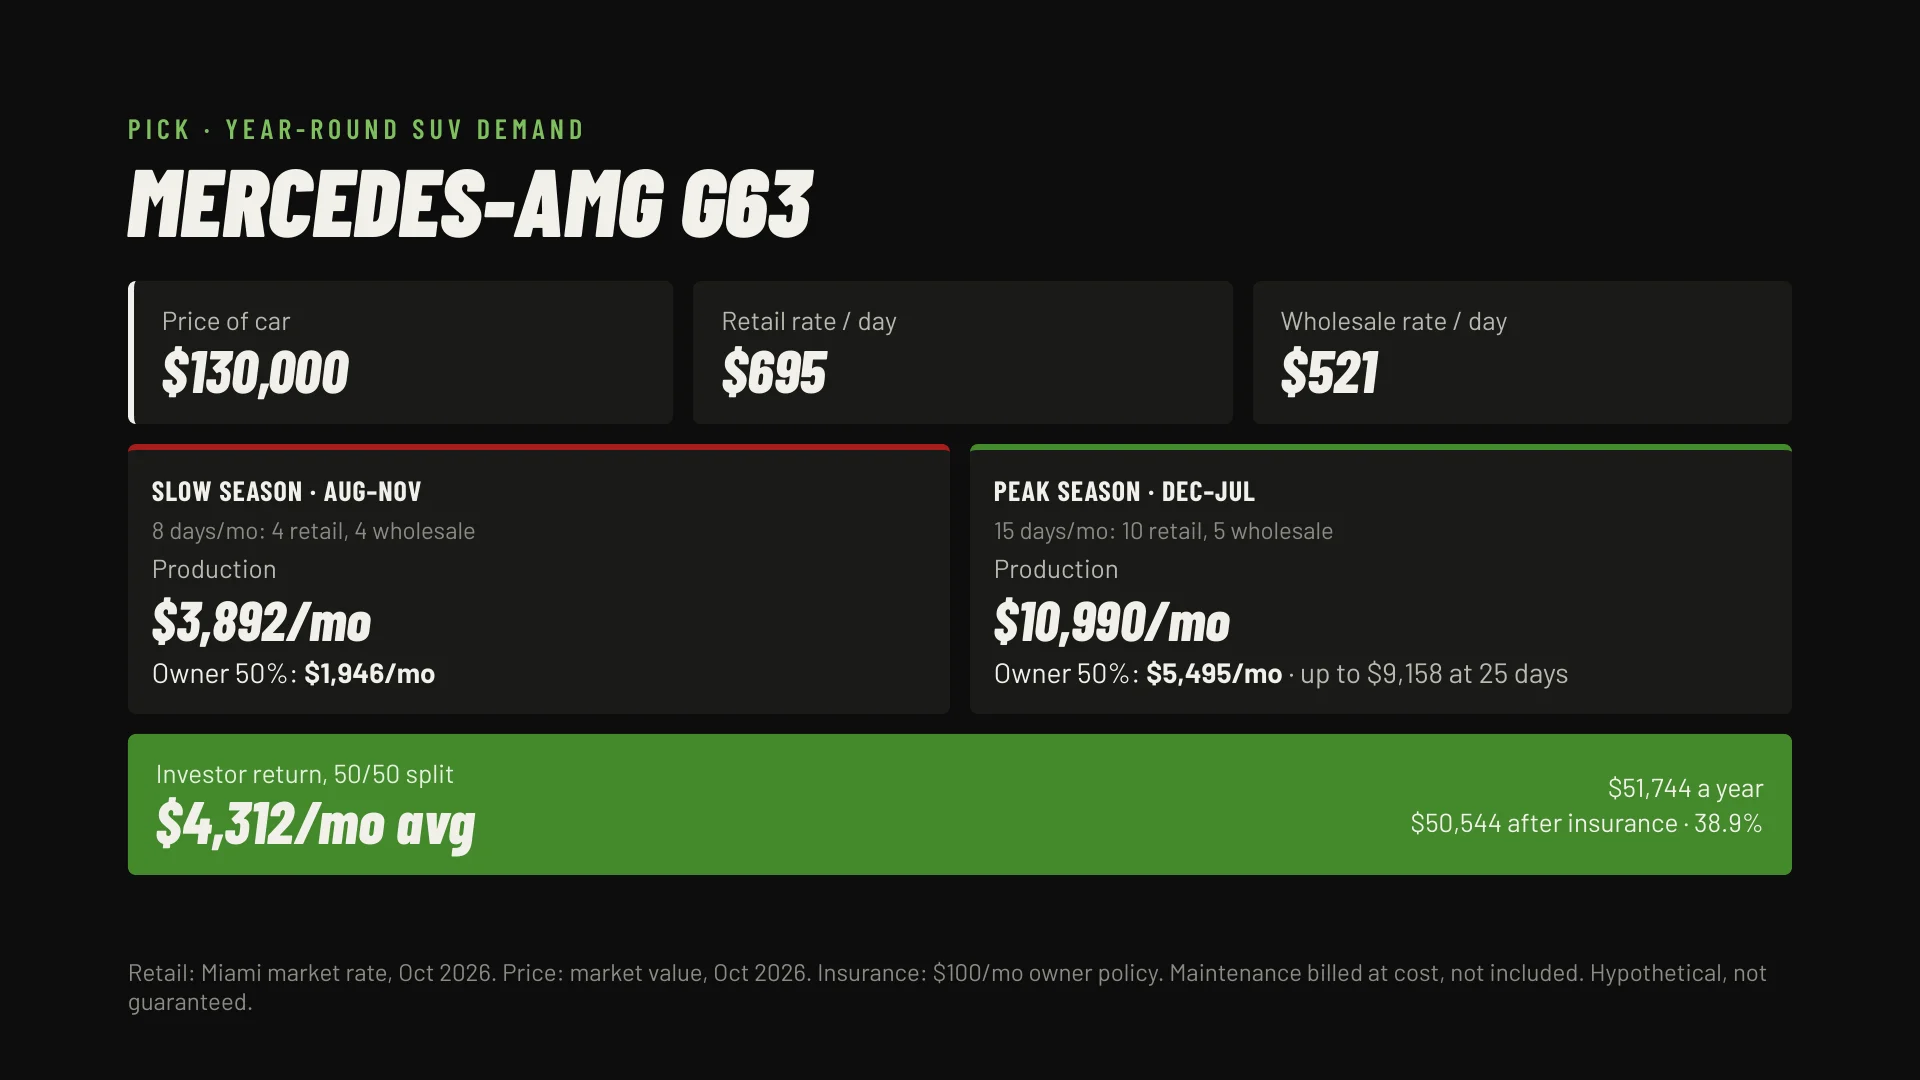 PICK · YEAR-ROUND SUV DEMAND
MERCEDES-AMG G63
Price of car
$130,000
Retail rate / day
$695
Wholesale rate / day
$521
SLOW SEASON · AUG-NOV
8 days/mo: 4 retail, 4 wholesale
Production
$3,892/mo
Owner 50%: $1,946/mo
PEAK SEASON · DEC-JUL
15 days/mo: 10 retail, 5 wholesale
Production
$10,990/mo
Owner 50%: $5,495/mo · up to $9,158 at 25 days
Investor return, 50/50 split
$4,312/mo avg
$51,744 a year
$50,544 after insurance · 38.9%
Retail: Miami market rate, Oct 2026. Price: market value, Oct 2026. Insurance: $100/mo owner policy. Maintenance billed at cost, not included. Hypothetical, not
guaranteed.